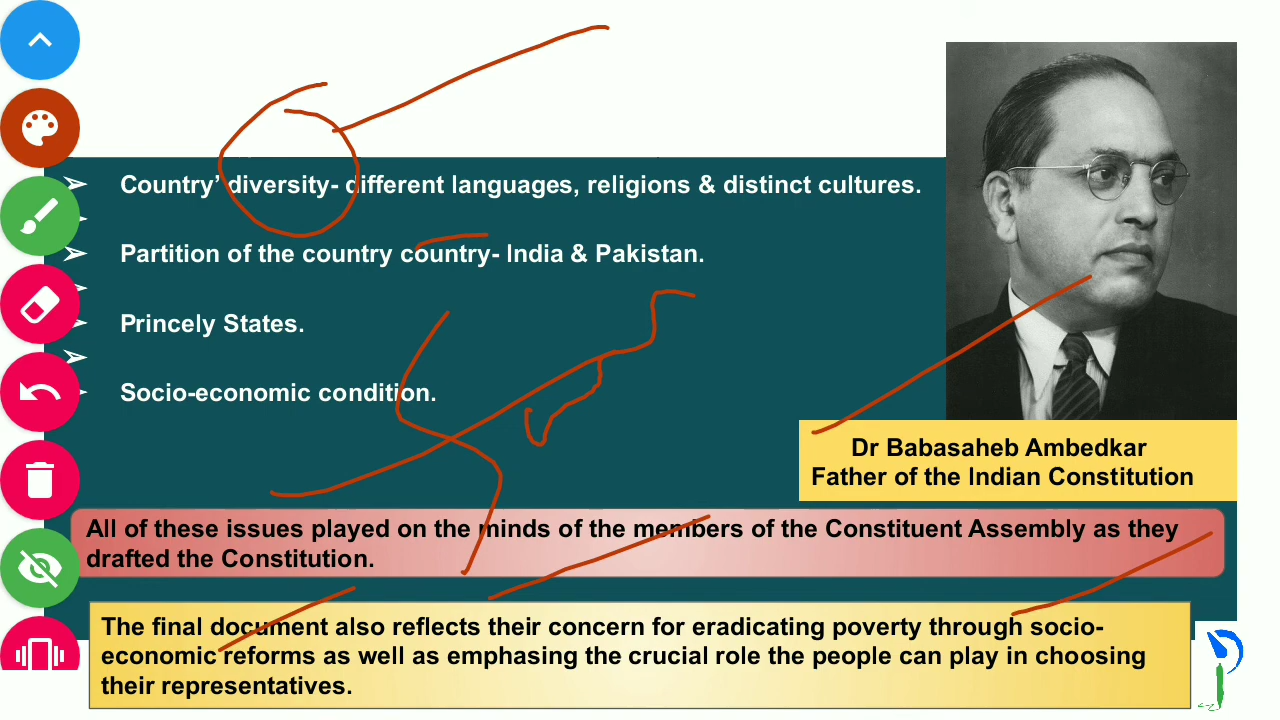 Country’ diversity- different languages, religions & distinct cultures.
Partition of the country country- India & Pakistan.
Princely States.
Socio-economic condition.
Dr Babasaheb Ambedkar
Father of the Indian Constitution
All of these issues played on the minds of the members of the Constituent Assembly as they
drafted the Constitution.
The final document also reflects their concern for eradicating poverty through socio-
economic reforms as well as emphasing the crucial role the people can play in choosing
their representatives.